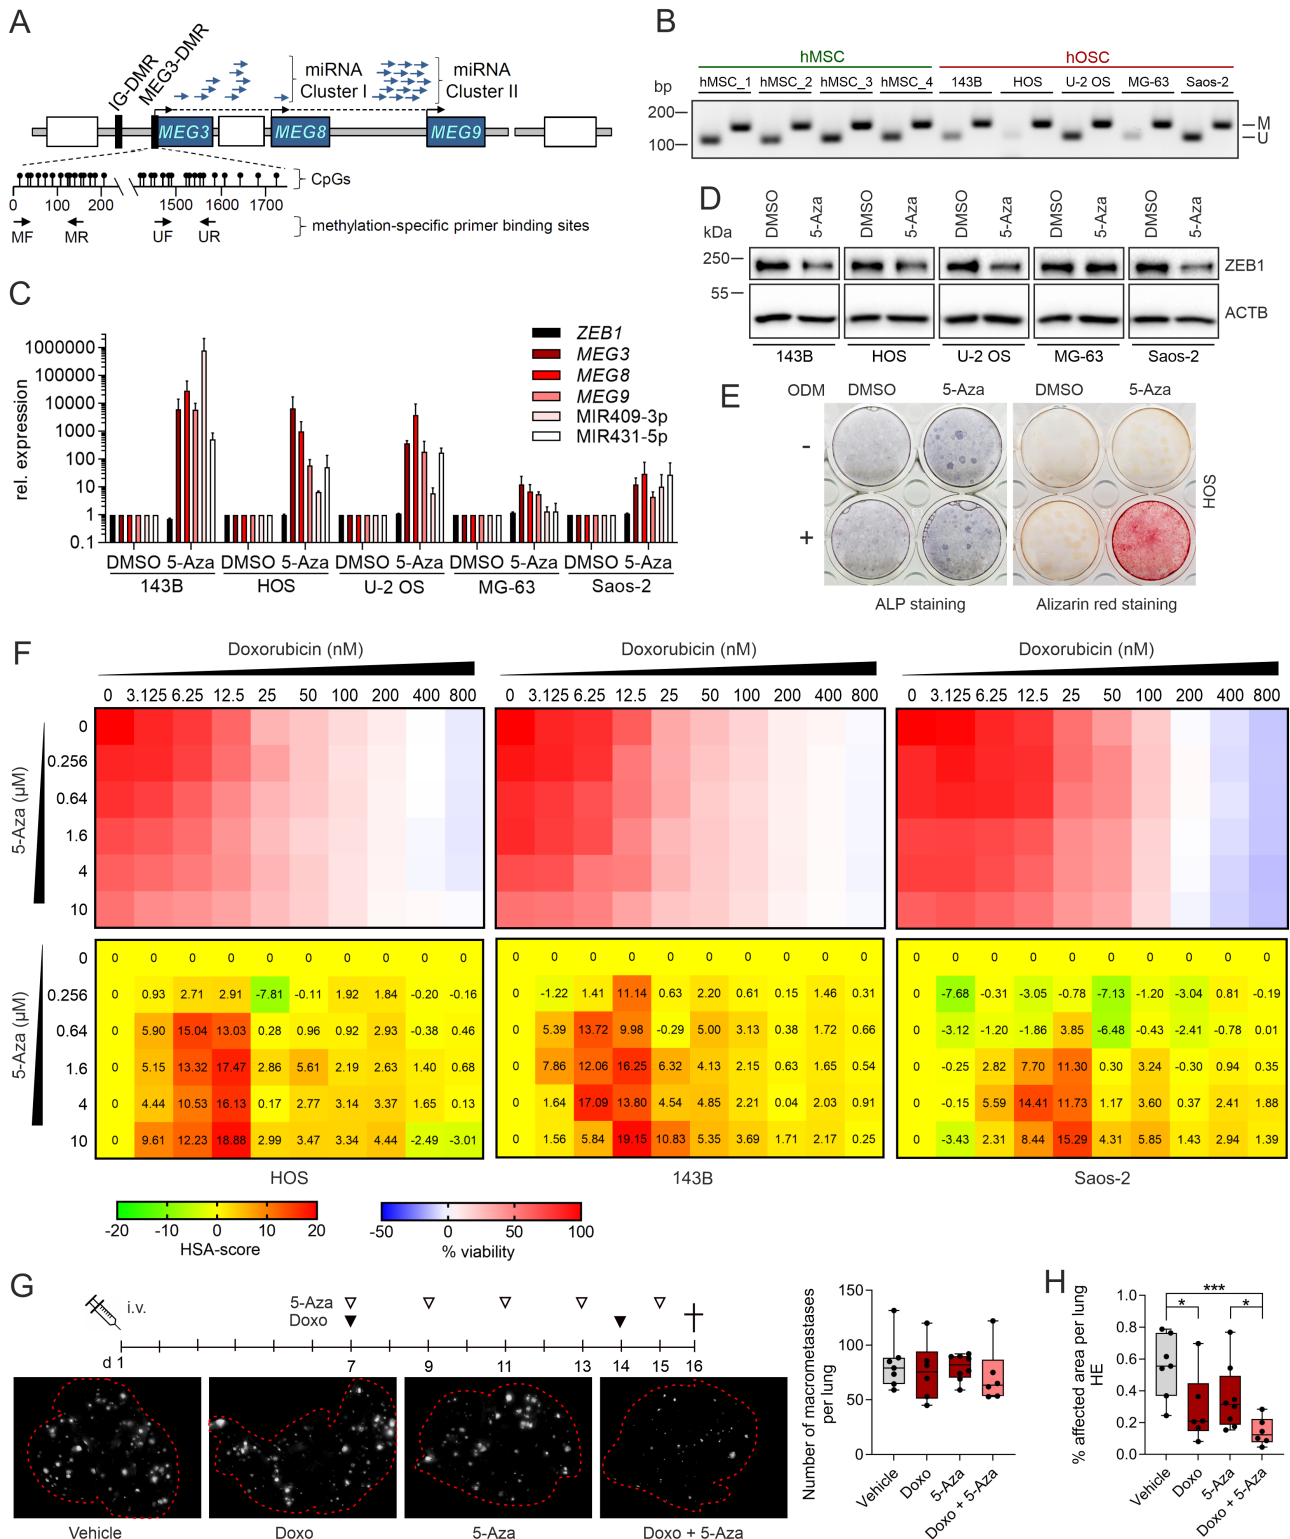 A
IG-DMR
MEG3-DMR
miRNA
Cluster I
miRNA
Cluster II
MEG3
MEG8
MEG9
CpGs
0 100 200 1500 1600 1700
MF MR UF UR
methylation-specific primer binding sites
B
hMSC hOSC
hMSC_1 hMSC_2 hMSC_3 hMSC_4 143B HOS U-2 OS MG-63 Saos-2
bp
200
100
M
U
C
rel. expression
1000000
100000
10000
1000
100
10
1
0.1
ZEB1
MEG3
MEG8
MEG9
MIR409-3p
MIR431-5p
DMSO 5-Aza DMSO 5-Aza DMSO 5-Aza DMSO 5-Aza DMSO 5-Aza
143B HOS U-2 OS MG-63 Saos-2
D
DMSO 5-Aza DMSO 5-Aza DMSO 5-Aza DMSO 5-Aza DMSO 5-Aza
kDa
250
ZEB1
55
ACTB
143B HOS U-2 OS MG-63 Saos-2
E
ODM DMSO 5-Aza DMSO 5-Aza
-
+
HOS
ALP staining Alizarin red staining
F
Doxorubicin (nM) Doxorubicin (nM) Doxorubicin (nM)
0 3.125 6.25 12.5 25 50 100 200 400 800 0 3.125 6.25 12.5 25 50 100 200 400 800 0 3.125 6.25 12.5 25 50 100 200 400 800
5-Aza (µM)
0
0.256
0.64
1.6
4
10
5-Aza (µM)
0 0 0 0 0 0 0 0 0 0 0 0 0 0 0 0 0 0 0 0 0 0 0 0 0 0 0 0 0 0 0
0.256 0 0.93 2.71 2.91 -7.81 -0.11 1.92 1.84 -0.20 -0.16 0 -1.22 1.41 11.14 0.63 2.20 0.61 0.15 1.46 0.31 0 -7.68 -0.31 -3.05 -0.78 -7.13 -1.20 -3.04 0.81 -0.19
0.64 0 5.90 15.04 13.03 0.28 0.96 0.92 2.93 -0.38 0.46 0 5.39 13.72 9.98 -0.29 5.00 3.13 0.38 1.72 0.66 0 -3.12 -1.20 -1.86 3.85 -6.48 -0.43 -2.41 -0.78 0.01
1.6 0 5.15 13.32 17.47 2.86 5.61 2.19 2.63 1.40 0.68 0 7.86 12.06 16.25 6.32 4.13 2.15 0.63 1.65 0.54 0 -0.25 2.82 7.70 11.30 0.30 3.24 -0.30 0.94 0.35
4 0 4.44 10.53 16.13 0.17 2.77 3.14 3.37 1.65 0.13 0 1.64 17.09 13.80 4.54 4.85 2.21 0.04 2.03 0.91 0 -0.15 5.59 14.41 11.73 1.17 3.60 0.37 2.41 1.88
10 0 9.61 12.23 18.88 2.99 3.47 3.34 4.44 -2.49 -3.01 0 1.56 5.84 19.15 10.83 5.35 3.69 1.71 2.17 0.25 0 -3.43 2.31 8.44 15.29 4.31 5.85 1.43 2.94 1.39
HOS 143B Saos-2
-20 -10 0 10 20
HSA-score
-50 0 50 100
% viability
G
i.v.
5-Aza
Doxo
d 1 7 9 11 13 14 15 16
Vehicle Doxo 5-Aza Doxo + 5-Aza
Number of macrometastases
per lung
150
100
50
0
Vehicle Doxo 5-Aza Doxo + 5-Aza
H
% affected area per lung
HE
1.0
0.8
0.6
0.4
0.2
0.0
***
* *
Vehicle Doxo 5-Aza Doxo + 5-Aza